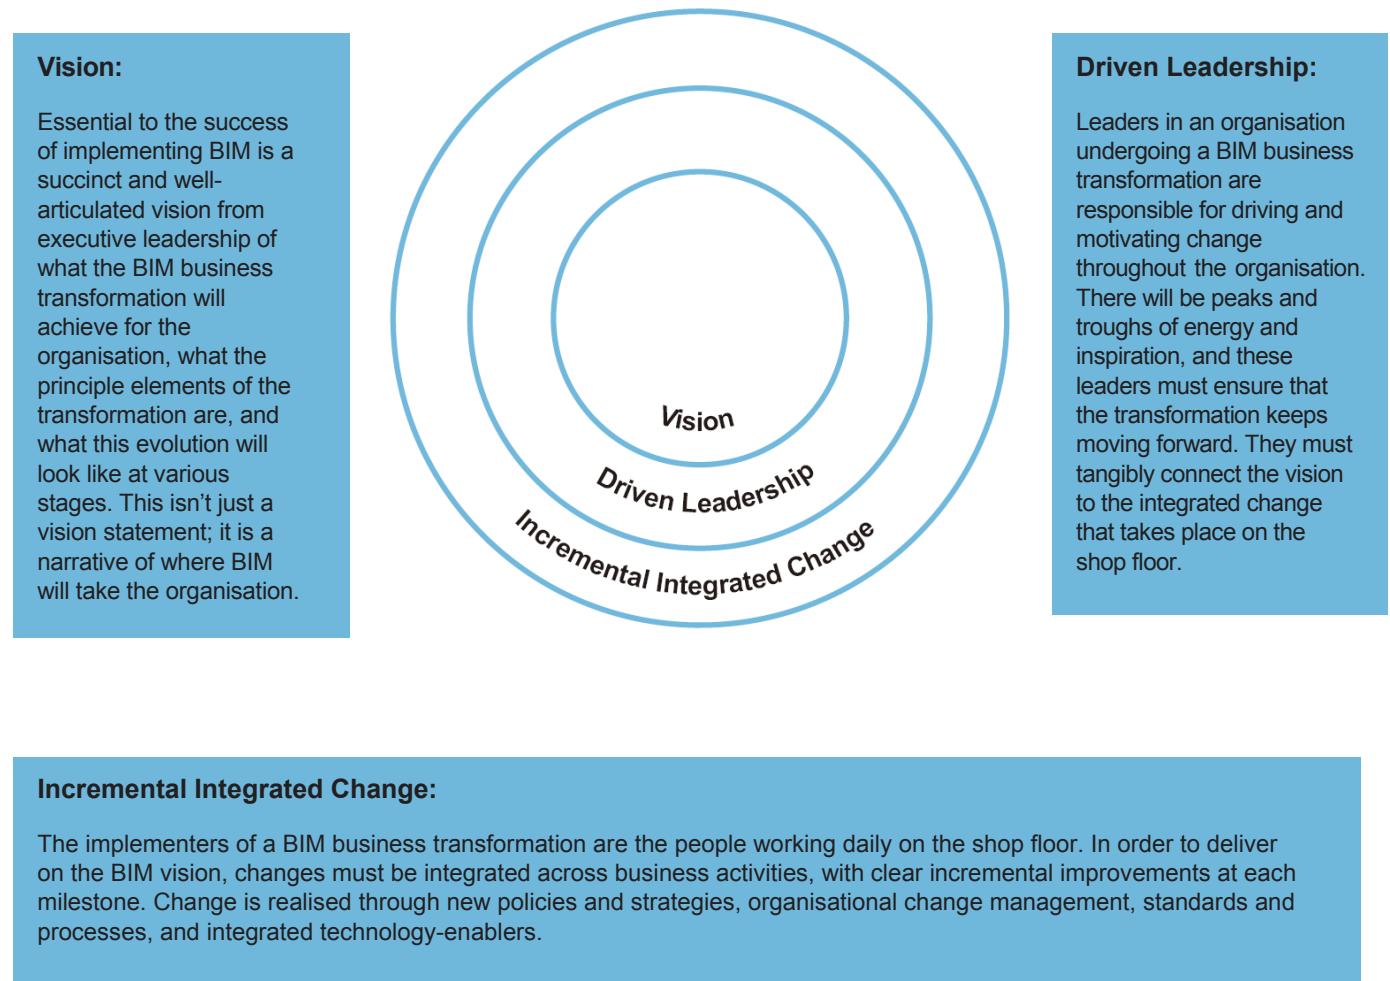 Vision:
Essential to the success
of implementing BIM is a
succinct and well-
articulated vision from
executive leadership of
what the BIM business
transformation will
achieve for the
organisation, what the
principle elements of the
transformation are, and
what this evolution will
look like at various
stages. This isn’t just a
vision statement; it is a
narrative of where BIM
will take the organisation.
Vision
Driven Leadership
Incremental Integrated Change
Driven Leadership:
Leaders in an organisation
undergoing a BIM business
transformation are
responsible for driving and
motivating change
throughout the organisation.
There will be peaks and
troughs of energy and
inspiration, and these
leaders must ensure that
the transformation keeps
moving forward. They must
tangibly connect the vision
to the integrated change
that takes place on the
shop floor.
Incremental Integrated Change:
The implementers of a BIM business transformation are the people working daily on the shop floor. In order to deliver
on the BIM vision, changes must be integrated across business activities, with clear incremental improvements at each
milestone. Change is realised through new policies and strategies, organisational change management, standards and
processes, and integrated technology-enablers.